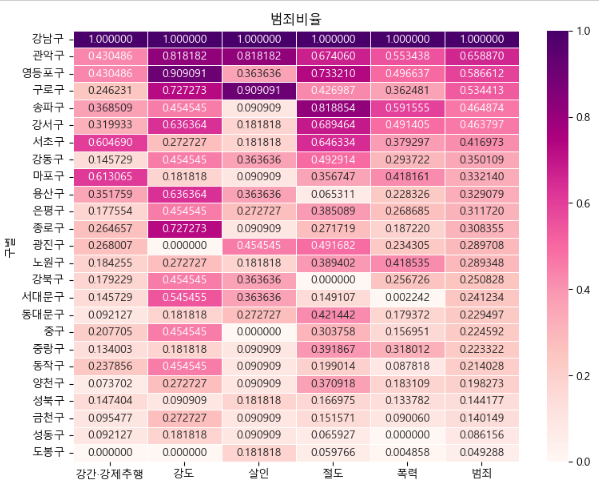 범죄비율
강남구 1.000000 1.000000 1.000000 1.000000 1.000000 1.000000
관악구 0.430486 0.818182 0.818182 0.674060 0.553438 0.658870
영등포구 0.430486 0.909091 0.363636 0.733210 0.496637 0.586612
구로구 0.246231 0.727273 0.909091 0.426987 0.362481 0.534413
송파구 0.368509 0.454545 0.090909 0.818854 0.591555 0.464874
강서구 0.319933 0.636364 0.181818 0.689464 0.491405 0.463797
서초구 0.604690 0.272727 0.181818 0.646334 0.379297 0.416973
강동구 0.145729 0.454545 0.363636 0.492914 0.293722 0.350109
마포구 0.613065 0.181818 0.090909 0.356747 0.418161 0.332140
용산구 0.351759 0.636364 0.363636 0.065311 0.228326 0.329079
은평구 0.177554 0.454545 0.272727 0.385089 0.268685 0.311720
종로구 0.264657 0.727273 0.090909 0.271719 0.187220 0.308355
광진구 0.268007 0.000000 0.454545 0.491682 0.234305 0.289708
노원구 0.184255 0.272727 0.181818 0.389402 0.418535 0.289348
강북구 0.179229 0.454545 0.363636 0.000000 0.256726 0.250828
서대문구 0.145729 0.545455 0.363636 0.149107 0.002242 0.241234
동대문구 0.092127 0.181818 0.272727 0.421442 0.179372 0.229497
중구 0.207705 0.454545 0.000000 0.303758 0.156951 0.224592
중랑구 0.134003 0.181818 0.090909 0.391867 0.318012 0.223322
동작구 0.237856 0.454545 0.090909 0.199014 0.087818 0.214028
양천구 0.073702 0.272727 0.090909 0.370918 0.183109 0.198273
성북구 0.147404 0.090909 0.181818 0.166975 0.133782 0.144177
금천구 0.095477 0.272727 0.090909 0.151571 0.090060 0.140149
성동구 0.092127 0.181818 0.090909 0.065927 0.000000 0.086156
도봉구 0.000000 0.000000 0.181818 0.059766 0.004858 0.049288
강간 강제추행 강도 살인 절도 폭력 범죄
구별
1.0
0.8
0.6
0.4
0.2
0.0